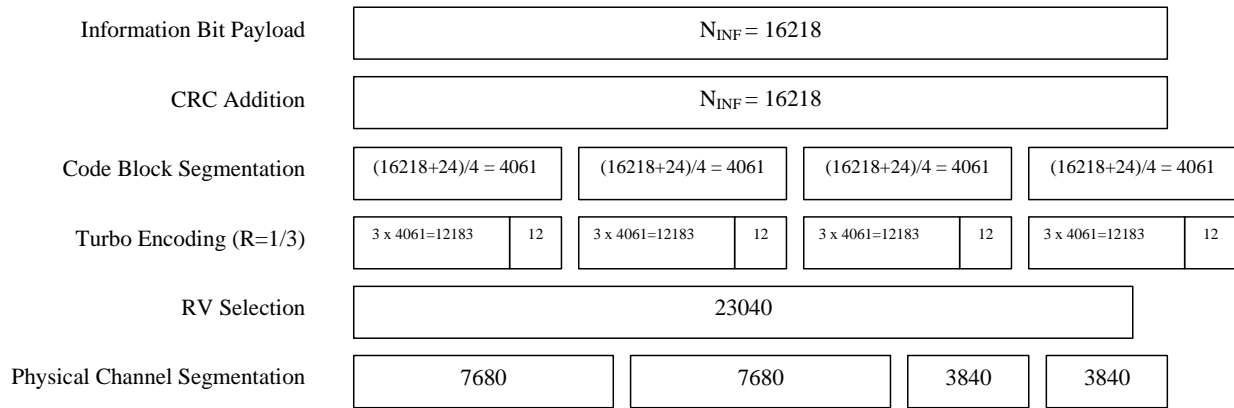 Information Bit Payload N_INF = 16218
CRC Addition N_INF = 16218
Code Block Segmentation (16218+24)/4 = 4061 (16218+24)/4 = 4061 (16218+24)/4 = 4061 (16218+24)/4 = 4061
Turbo Encoding (R=1/3) 3 x 4061=12183 12 3 x 4061=12183 12 3 x 4061=12183 12 3 x 4061=12183 12
RV Selection 23040
Physical Channel Segmentation 7680 7680 3840 3840